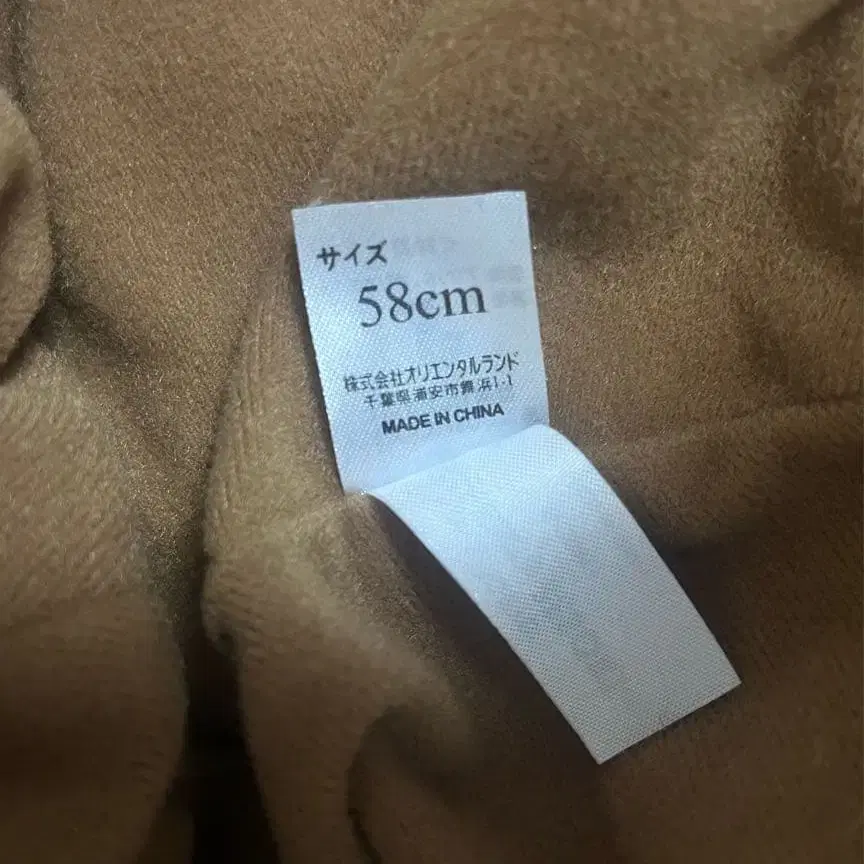 サイズ
58cm
株式会社オリエンタルランド
千葉県浦安市舞浜1-1
MADE IN CHINA